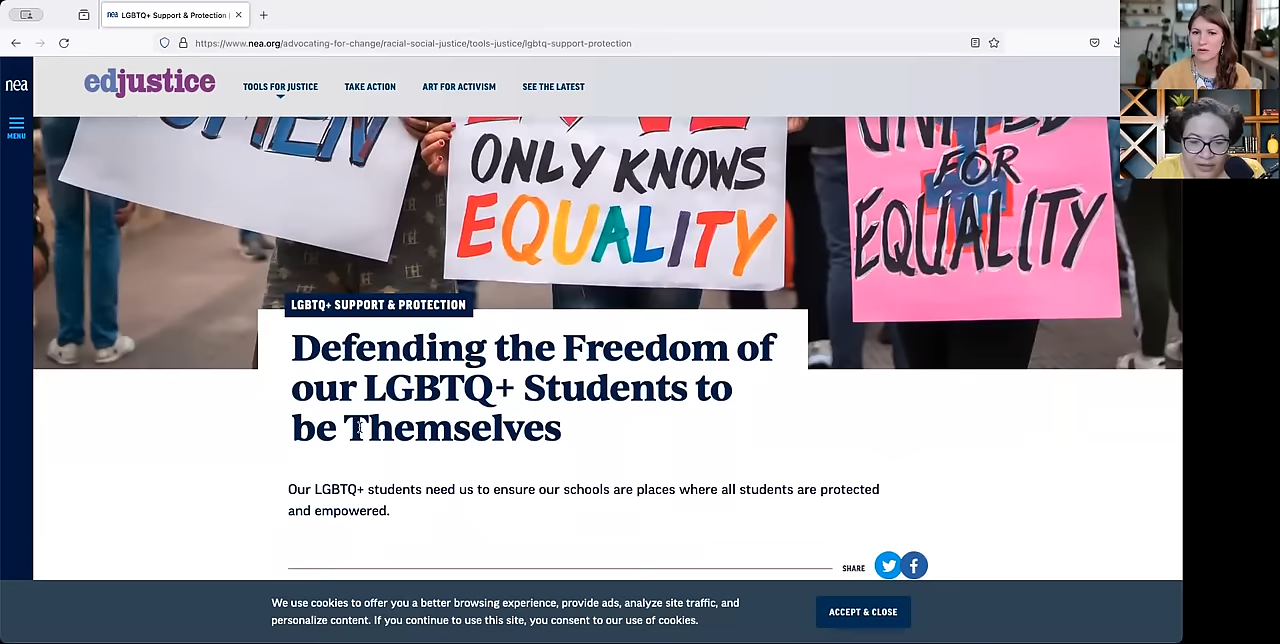 nea LGBTQ+ Support & Protection |
https://www.nea.org/advocating-for-change/racial-social-justice/tools-justice/lgbtq-support-protection
nea
MENU
edjustice
TOOLS FOR JUSTICE
TAKE ACTION
ART FOR ACTIVISM
SEE THE LATEST
ONLY KNOWS
EQUALITY
UNITED
FOR
EQUALITY
LGBTQ+ SUPPORT & PROTECTION
Defending the Freedom of
our LGBTQ+ Students to
be Themselves
Our LGBTQ+ students need us to ensure our schools are places where all students are protected
and empowered.
SHARE
We use cookies to offer you a better browsing experience, provide ads, analyze site traffic, and
personalize content. If you continue to use this site, you consent to our use of cookies.
ACCEPT & CLOSE